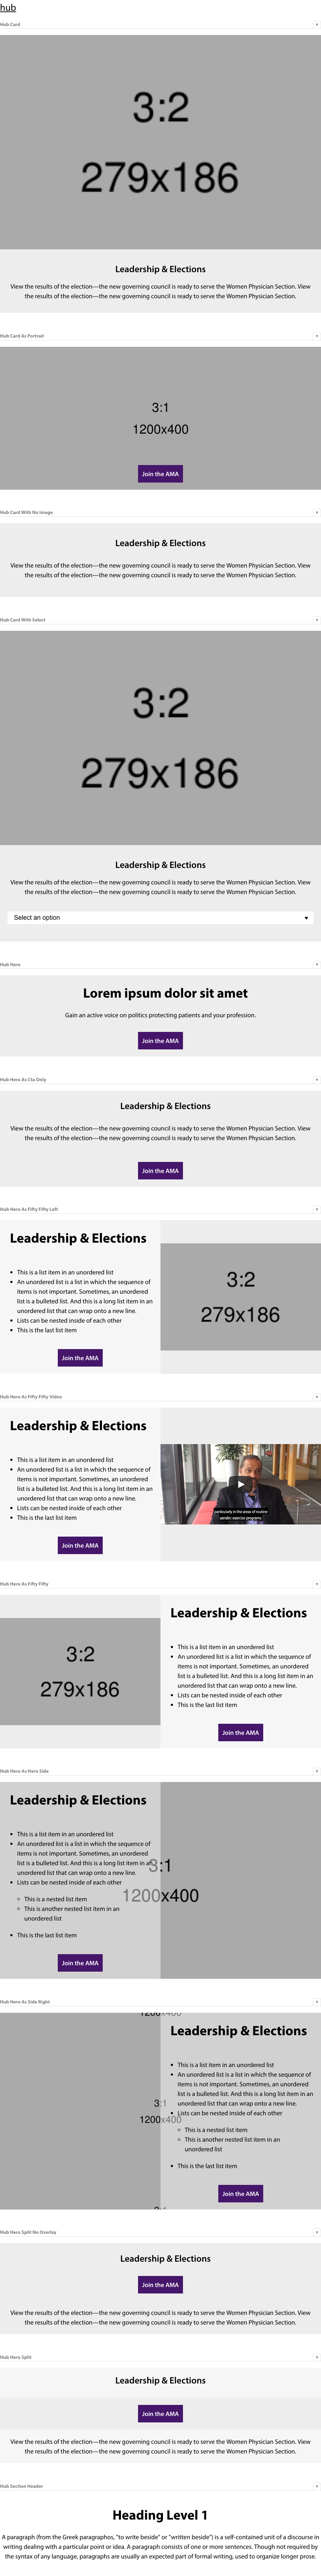 hub
Hub Card
3:2
279x186
Leadership & Elections
View the results of the election—the new governing council is ready to serve the Women Physician Section. View
the results of the election—the new governing council is ready to serve the Women Physician Section.
Hub Card As Portrait
3:1
1200x400
Join the AMA
Hub Card With No Image
Leadership & Elections
View the results of the election—the new governing council is ready to serve the Women Physician Section. View
the results of the election—the new governing council is ready to serve the Women Physician Section.
Hub Card With Select
3:2
279x186
Leadership & Elections
View the results of the election—the new governing council is ready to serve the Women Physician Section. View
the results of the election—the new governing council is ready to serve the Women Physician Section.
Select an option
Hub Hero
Lorem ipsum dolor sit amet
Gain an active voice on politics protecting patients and your profession.
Join the AMA
Hub Hero As Cta Only
Leadership & Elections
View the results of the election—the new governing council is ready to serve the Women Physician Section. View
the results of the election—the new governing council is ready to serve the Women Physician Section.
Join the AMA
Hub Hero As Fifty Fifty Left
Leadership & Elections
This is a list item in an unordered list
An unordered list is a list in which the sequence of
items is not important. Sometimes, an unordered
list is a bulleted list. And this is a long list item in an
unordered list that can wrap onto a new line.
Lists can be nested inside of each other
This is the last list item
Join the AMA
3:2
279x186
Hub Hero As Fifty Fifty Video
Leadership & Elections
This is a list item in an unordered list
An unordered list is a list in which the sequence of
items is not important. Sometimes, an unordered
list is a bulleted list. And this is a long list item in an
unordered list that can wrap onto a new line.
Lists can be nested inside of each other
This is the last list item
Join the AMA
particularly in the areas of routine
aerobic exercise programs.
Hub Hero As Fifty Fifty
3:2
279x186
Leadership & Elections
This is a list item in an unordered list
An unordered list is a list in which the sequence of
items is not important. Sometimes, an unordered
list is a bulleted list. And this is a long list item in an
unordered list that can wrap onto a new line.
Lists can be nested inside of each other
This is the last list item
Join the AMA
Hub Hero As Hero Side
Leadership & Elections
This is a list item in an unordered list
An unordered list is a list in which the sequence of
items is not important. Sometimes, an unordered
list is a bulleted list. And this is a long list item in an
unordered list that can wrap onto a new line.
Lists can be nested inside of each other
This is a nested list item
This is another nested list item in an
unordered list
This is the last list item
Join the AMA
3:1
1200x400
Hub Hero As Side Right
1200x400
3:1
1200x400
3:1
Leadership & Elections
This is a list item in an unordered list
An unordered list is a list in which the sequence of
items is not important. Sometimes, an unordered
list is a bulleted list. And this is a long list item in an
unordered list that can wrap onto a new line.
Lists can be nested inside of each other
This is a nested list item
This is another nested list item in an
unordered list
This is the last list item
Join the AMA
Hub Hero Split No Overlay
Leadership & Elections
Join the AMA
View the results of the election—the new governing council is ready to serve the Women Physician Section. View
the results of the election—the new governing council is ready to serve the Women Physician Section.
Hub Hero Split
Leadership & Elections
Join the AMA
View the results of the election—the new governing council is ready to serve the Women Physician Section. View
the results of the election—the new governing council is ready to serve the Women Physician Section.
Hub Section Header
Heading Level 1
A paragraph (from the Greek paragraphos, "to write beside" or "written beside") is a self-contained unit of a discourse in
writing dealing with a particular point or idea. A paragraph consists of one or more sentences. Though not required by
the syntax of any language, paragraphs are usually an expected part of formal writing, used to organize longer prose.